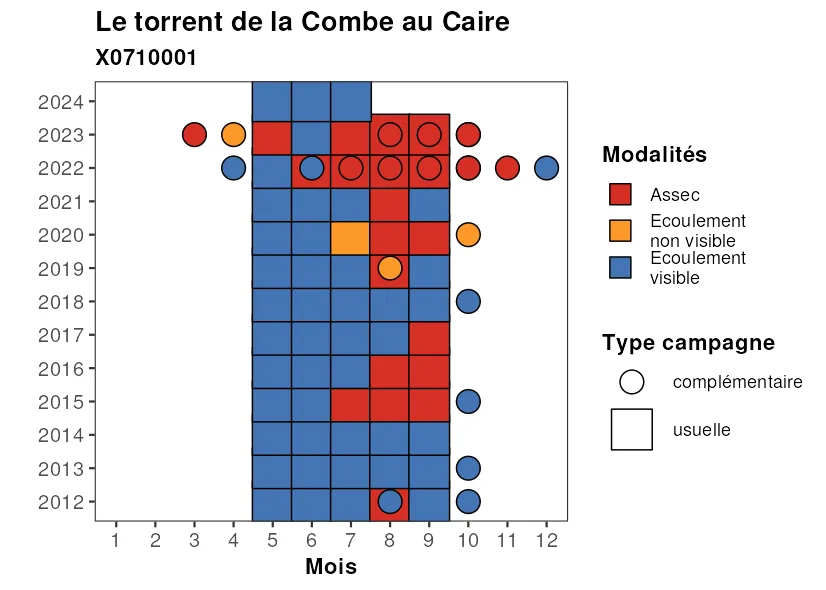 Le torrent de la Combe au Caire
X0710001
2024
2023
2022
2021
2020
2019
2018
2017
2016
2015
2014
2013
2012
1 2 3 4 5 6 7 8 9 10 11 12
Mois
Modalités
Assec
Ecoulement
non visible
Ecoulement
visible
Type campagne
complémentaire
usuelle